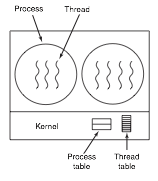 Process
Thread
Kernel
Process
table
Thread
table